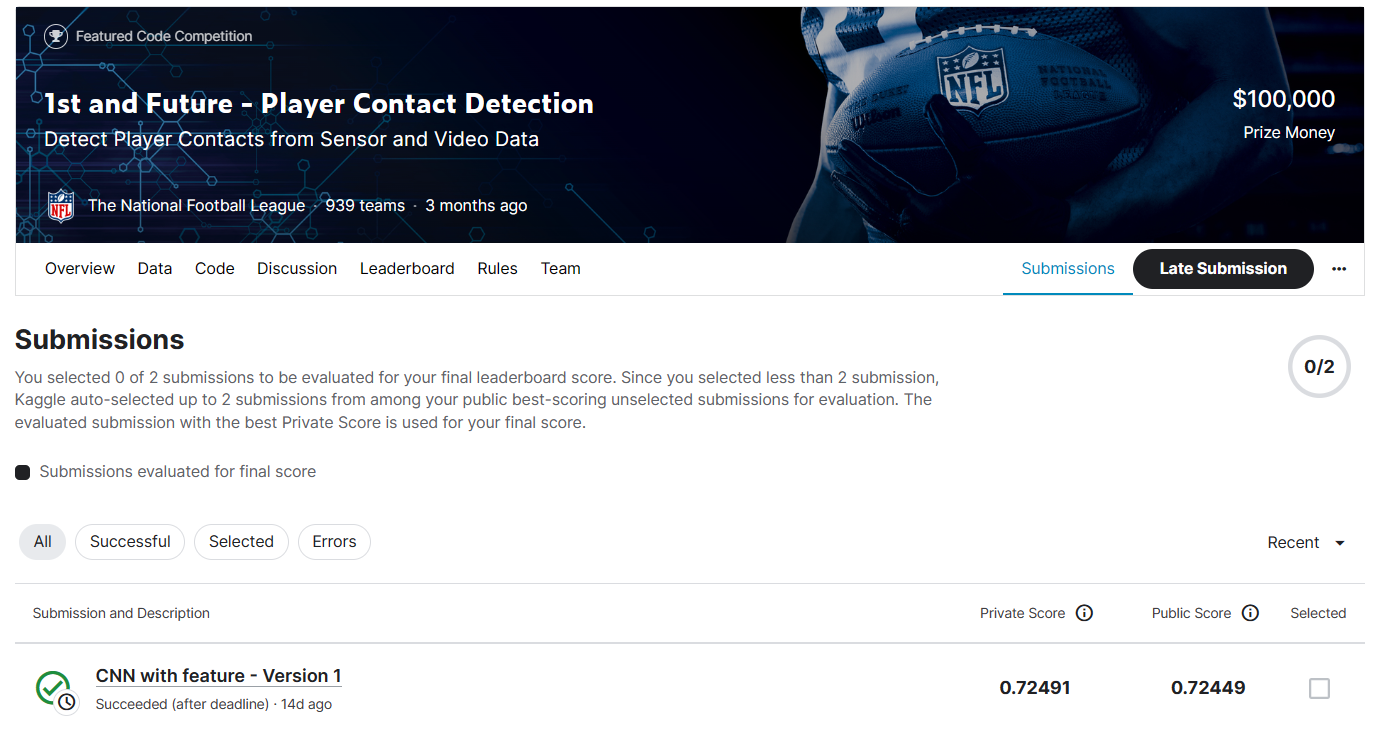 Featured Code Competition
1st and Future - Player Contact Detection
Detect Player Contacts from Sensor and Video Data
$100,000
Prize Money
NFL
NATIONAL
FOOTBALL
LEAGUE
Wilson
NFL
The National Football League · 939 teams · 3 months ago
Overview Data Code Discussion Leaderboard Rules Team Submissions Late Submission
Submissions
0/2
You selected 0 of 2 submissions to be evaluated for your final leaderboard score. Since you selected less than 2 submission,
Kaggle auto-selected up to 2 submissions from among your public best-scoring unselected submissions for evaluation. The
evaluated submission with the best Private Score is used for your final score.
Submissions evaluated for final score
All Successful Selected Errors Recent
Submission and Description Private Score Public Score Selected
CNN with feature - Version 1 0.72491 0.72449
Succeeded (after deadline) · 14d ago